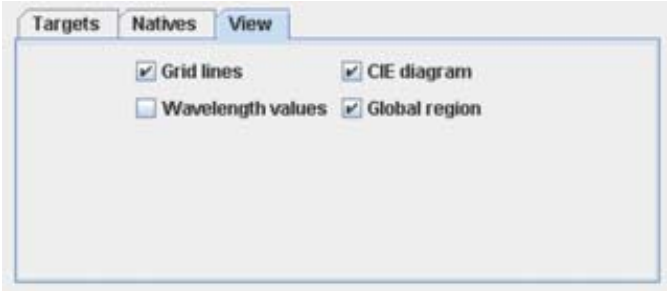 Targets Natives View
Grid lines CIE diagram
Wavelength values Global region